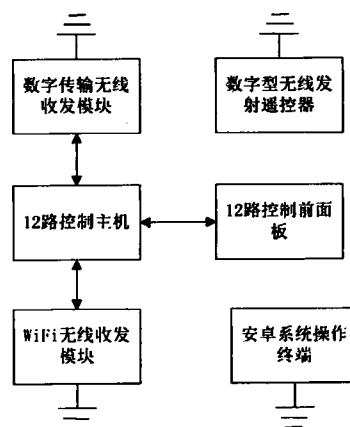 数字传输无线
收发模块
数字型无线发
射遥控器
12路控制主机
12路控制前面
板
WiFi无线收发
模块
安卓系统操作
终端